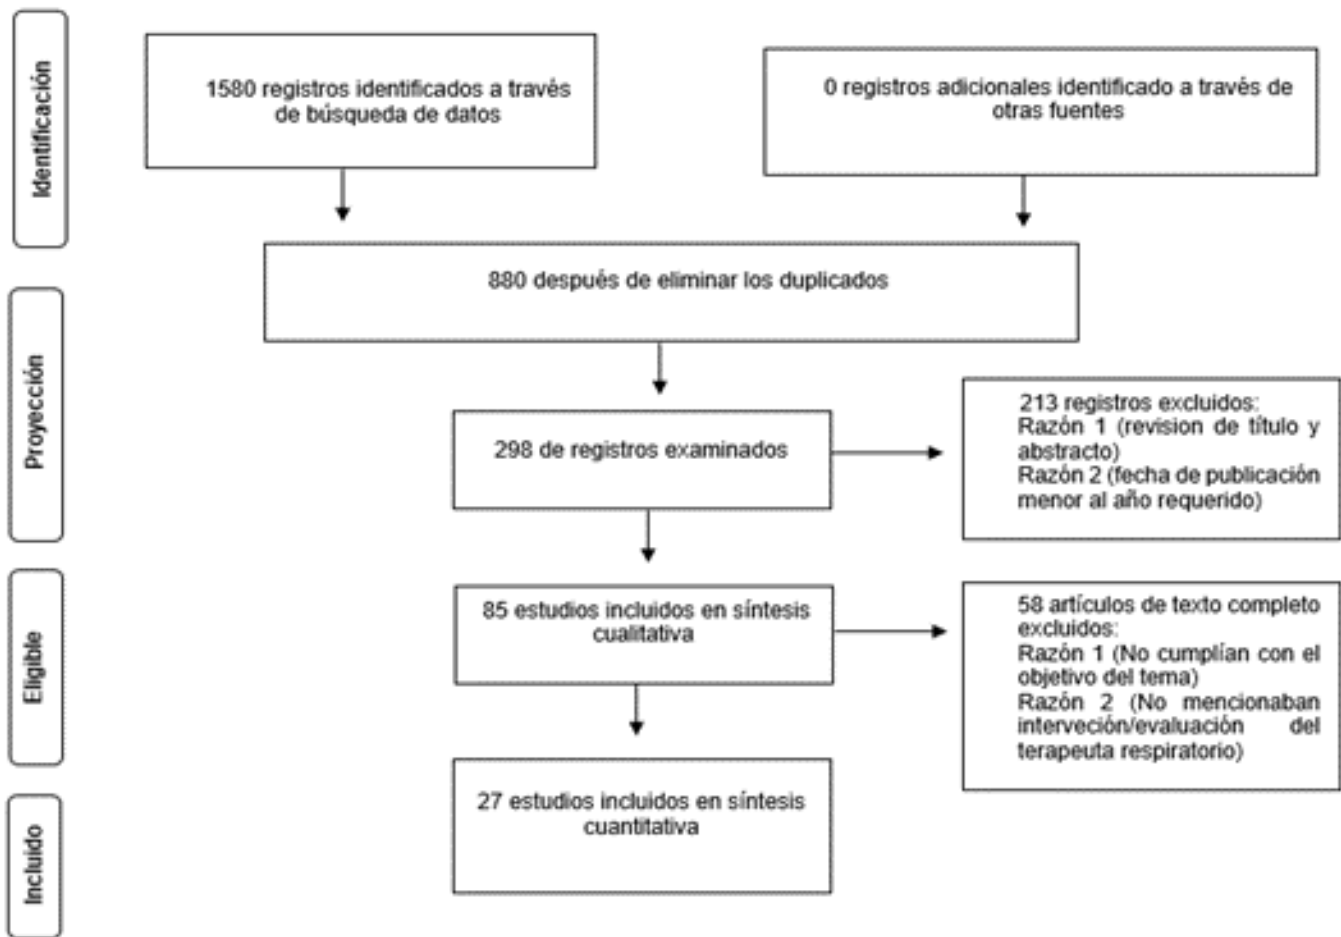 Identificación
1580 registros identificados a través
de búsqueda de datos
0 registros adicionales identificado a través de
otras fuentes
880 después de eliminar los duplicados
Proyección
298 de registros examinados
213 registros excluidos:
Razón 1 (revision de título y
abstracto)
Razón 2 (fecha de publicación
menor al año requerido)
Eligible
85 estudios incluidos en síntesis
cualitativa
58 artículos de texto completo
excluidos:
Razón 1 (No cumplían con el
objetivo del tema)
Razón 2 (No mencionaban
interveción/evaluación del
terapeuta respiratorio)
Incluido
27 estudios incluidos en síntesis
cuantitativa